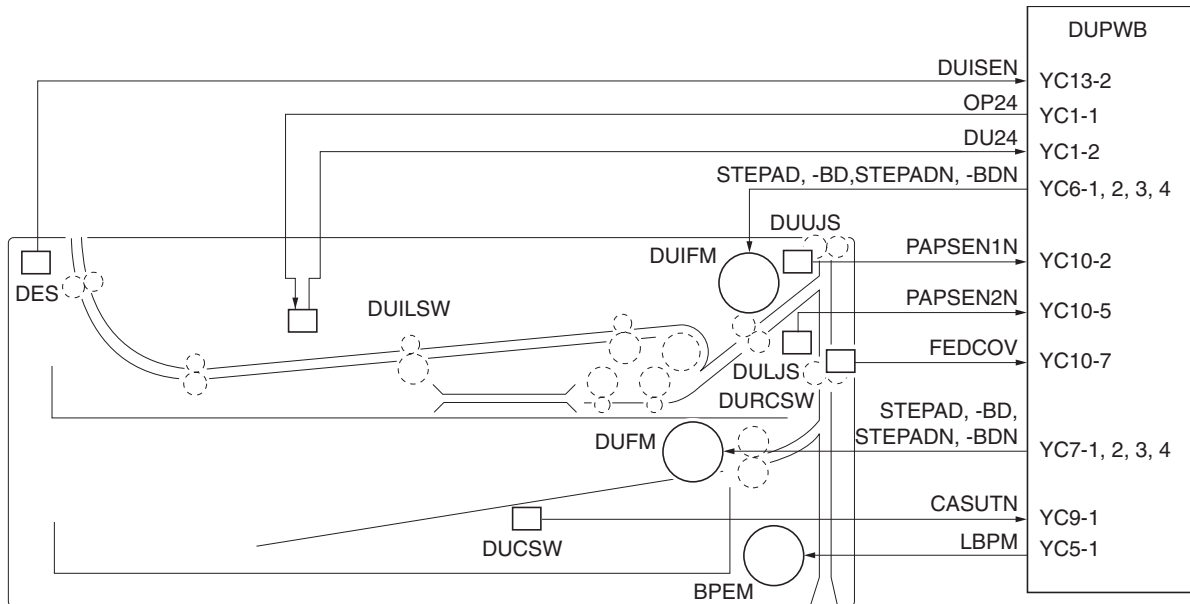 DUPWB
DUISEN
YC13-2
OP24
YC1-1
DU24
YC1-2
STEPAD, -BD,STEPADN, -BDN
YC6-1, 2, 3, 4
DUUJS
DUIFM
PAPSEN1N
YC10-2
DES
DUILSW
PAPSEN2N
YC10-5
FEDCOV
YC10-7
DULJS
DURCSW
STEPAD, -BD,
STEPADN, -BDN
DUFM
YC7-1, 2, 3, 4
CASUTN
YC9-1
DUCSW
LBPM
YC5-1
BPEM